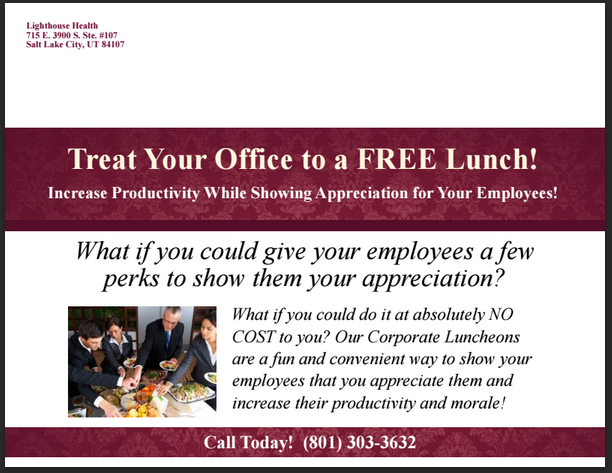 Lighthouse Health
715 E. 3900 S. Ste. #107
Salt Lake City, UT 84107
Treat Your Office to a FREE Lunch!
Increase Productivity While Showing Appreciation for Your Employees!
What if you could give your employees a few
perks to show them your appreciation?
What if you could do it at absolutely NO
COST to you? Our Corporate Luncheons
are a fun and convenient way to show your
employees that you appreciate them and
increase their productivity and morale!
Call Today! (801) 303-3632